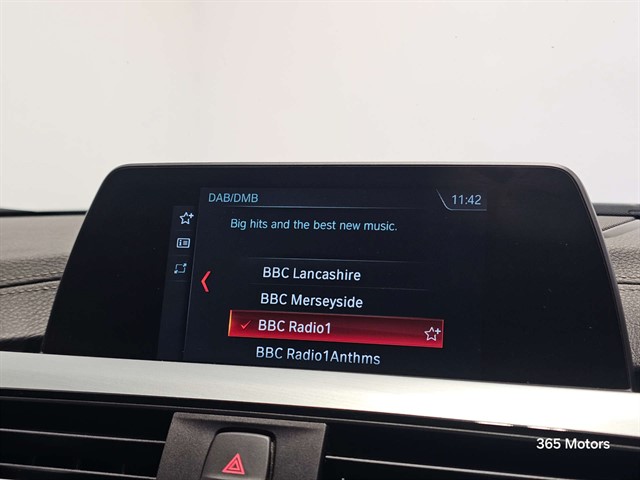 DAB/DMB
11:42
Big hits and the best new music.
BBC Lancashire
BBC Merseyside
BBC Radio1
BBC Radio1Anthms
365 Motors